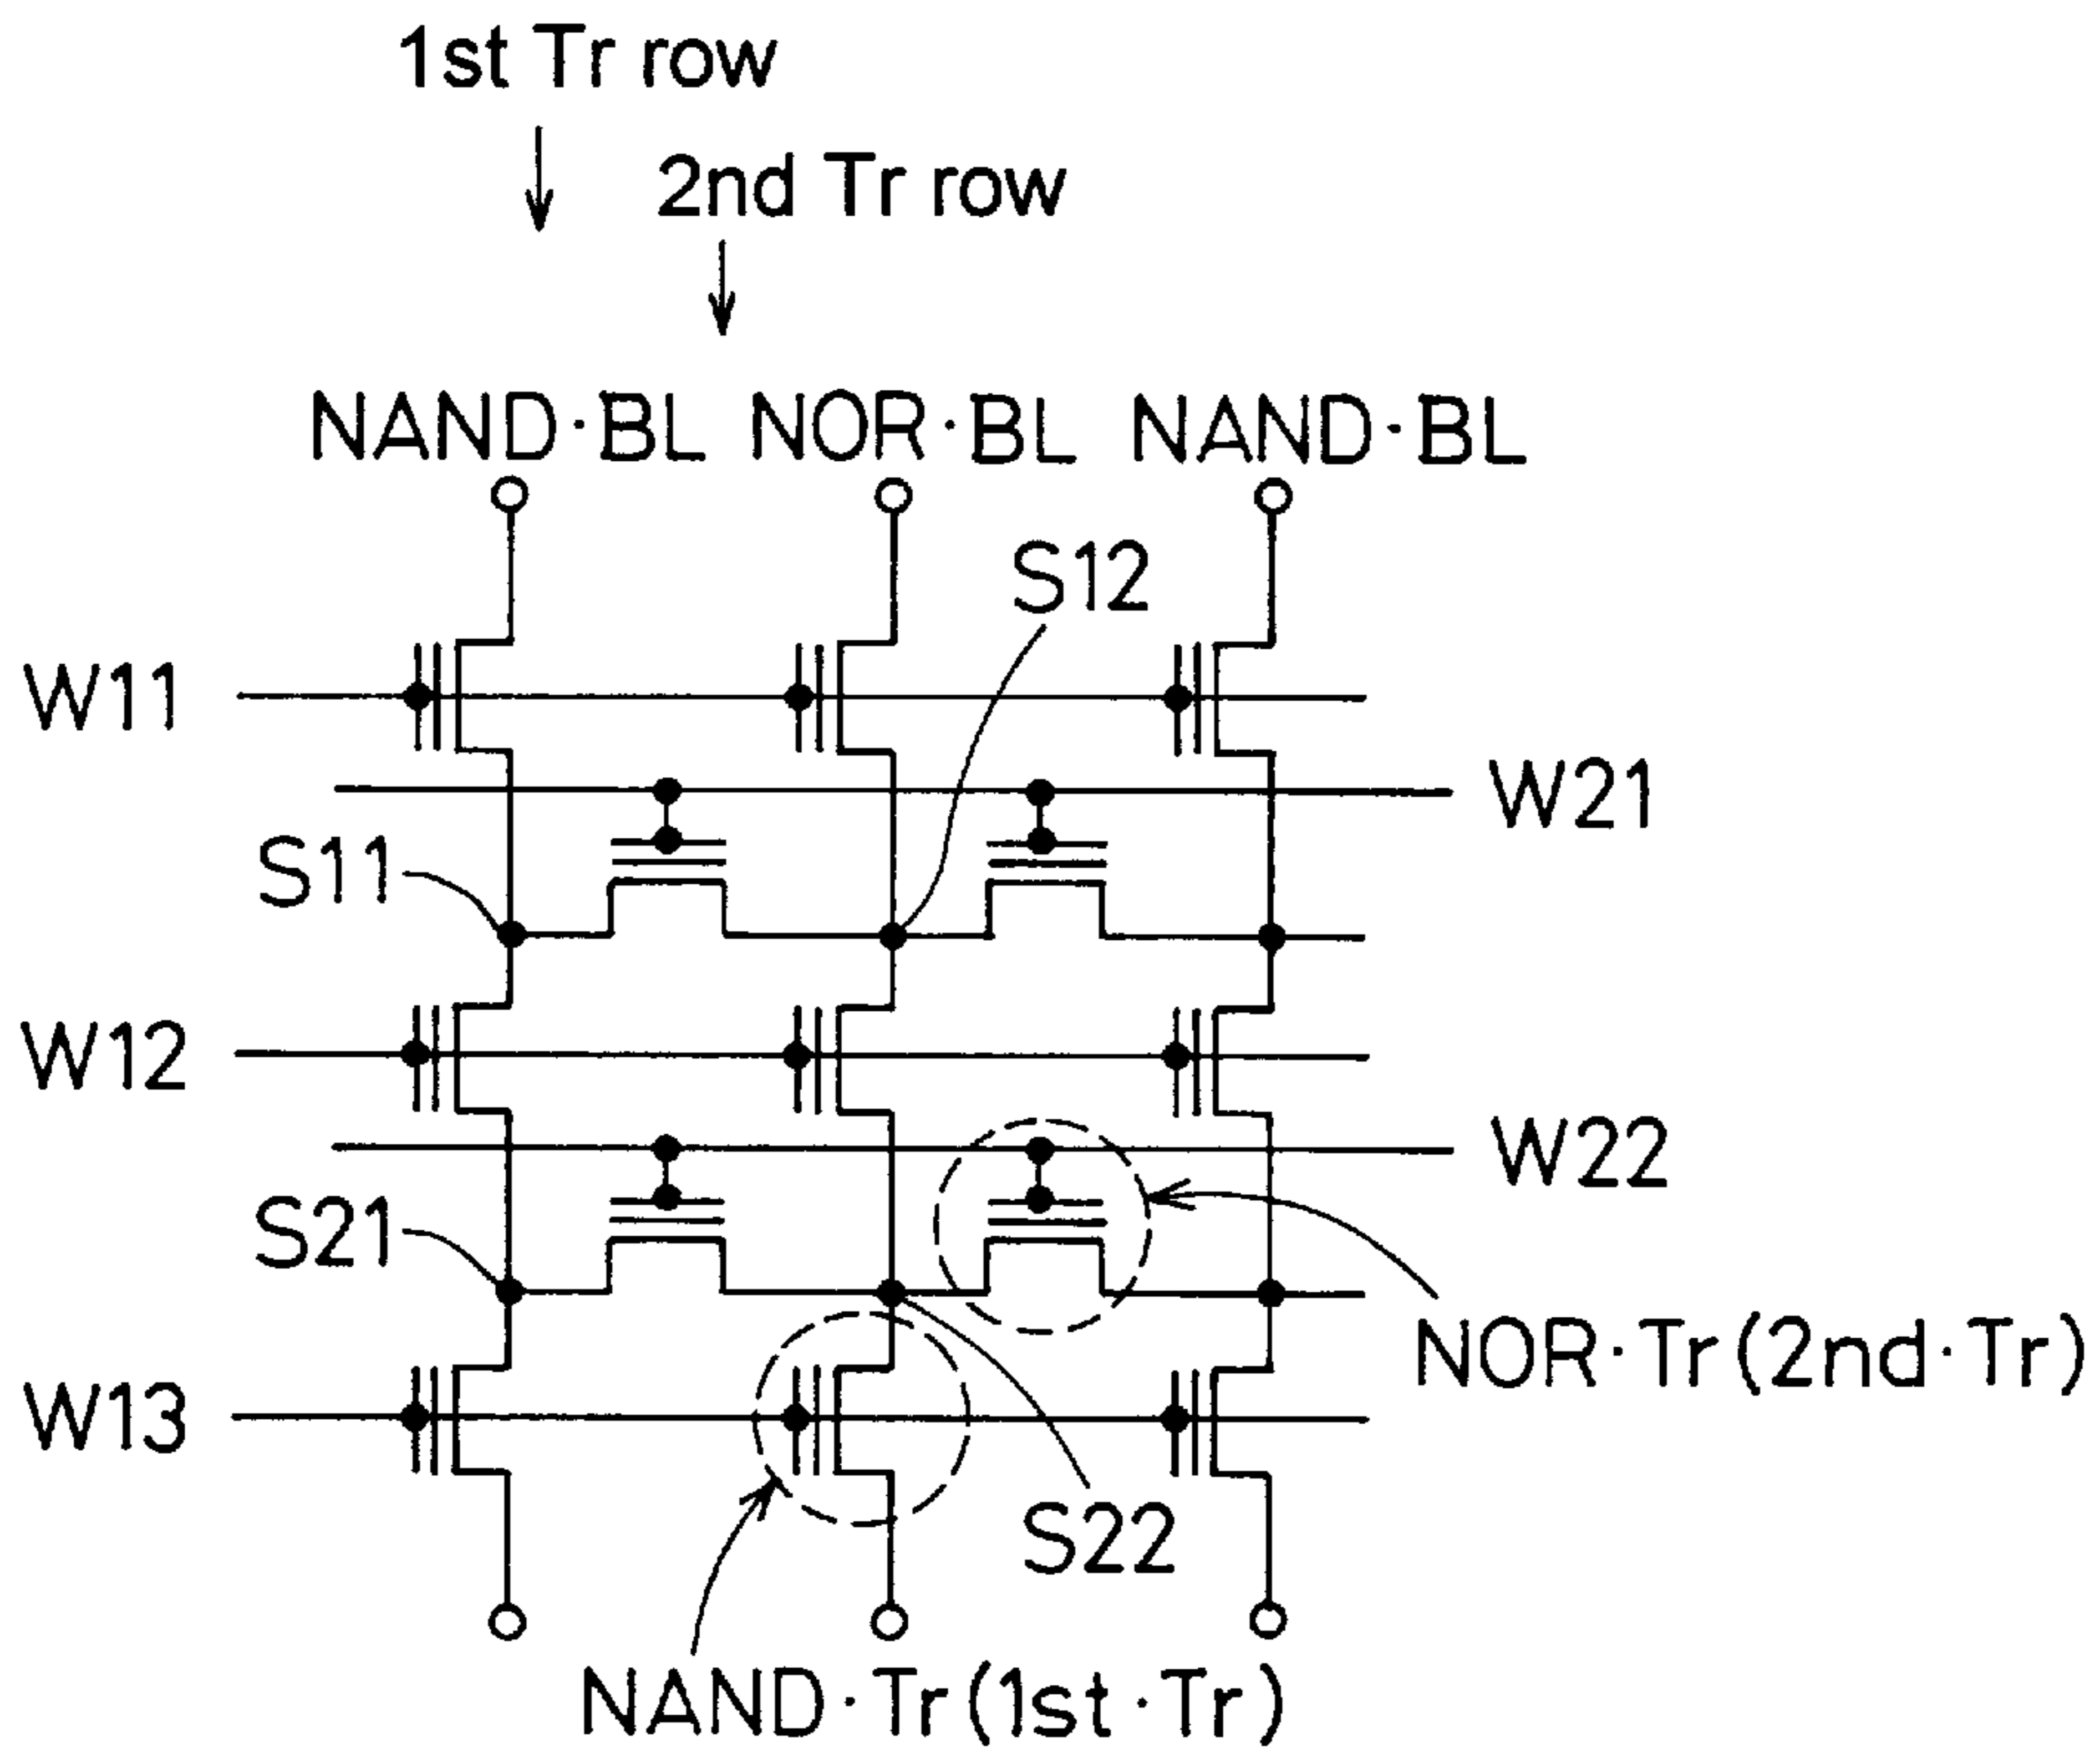 1st Tr row
2nd Tr row
NAND·BL NOR·BL NAND·BL
S12
W11
W21
S11
W12
W22
S21
NOR·Tr(2nd·Tr)
W13
S22
NAND·Tr(1st·Tr)